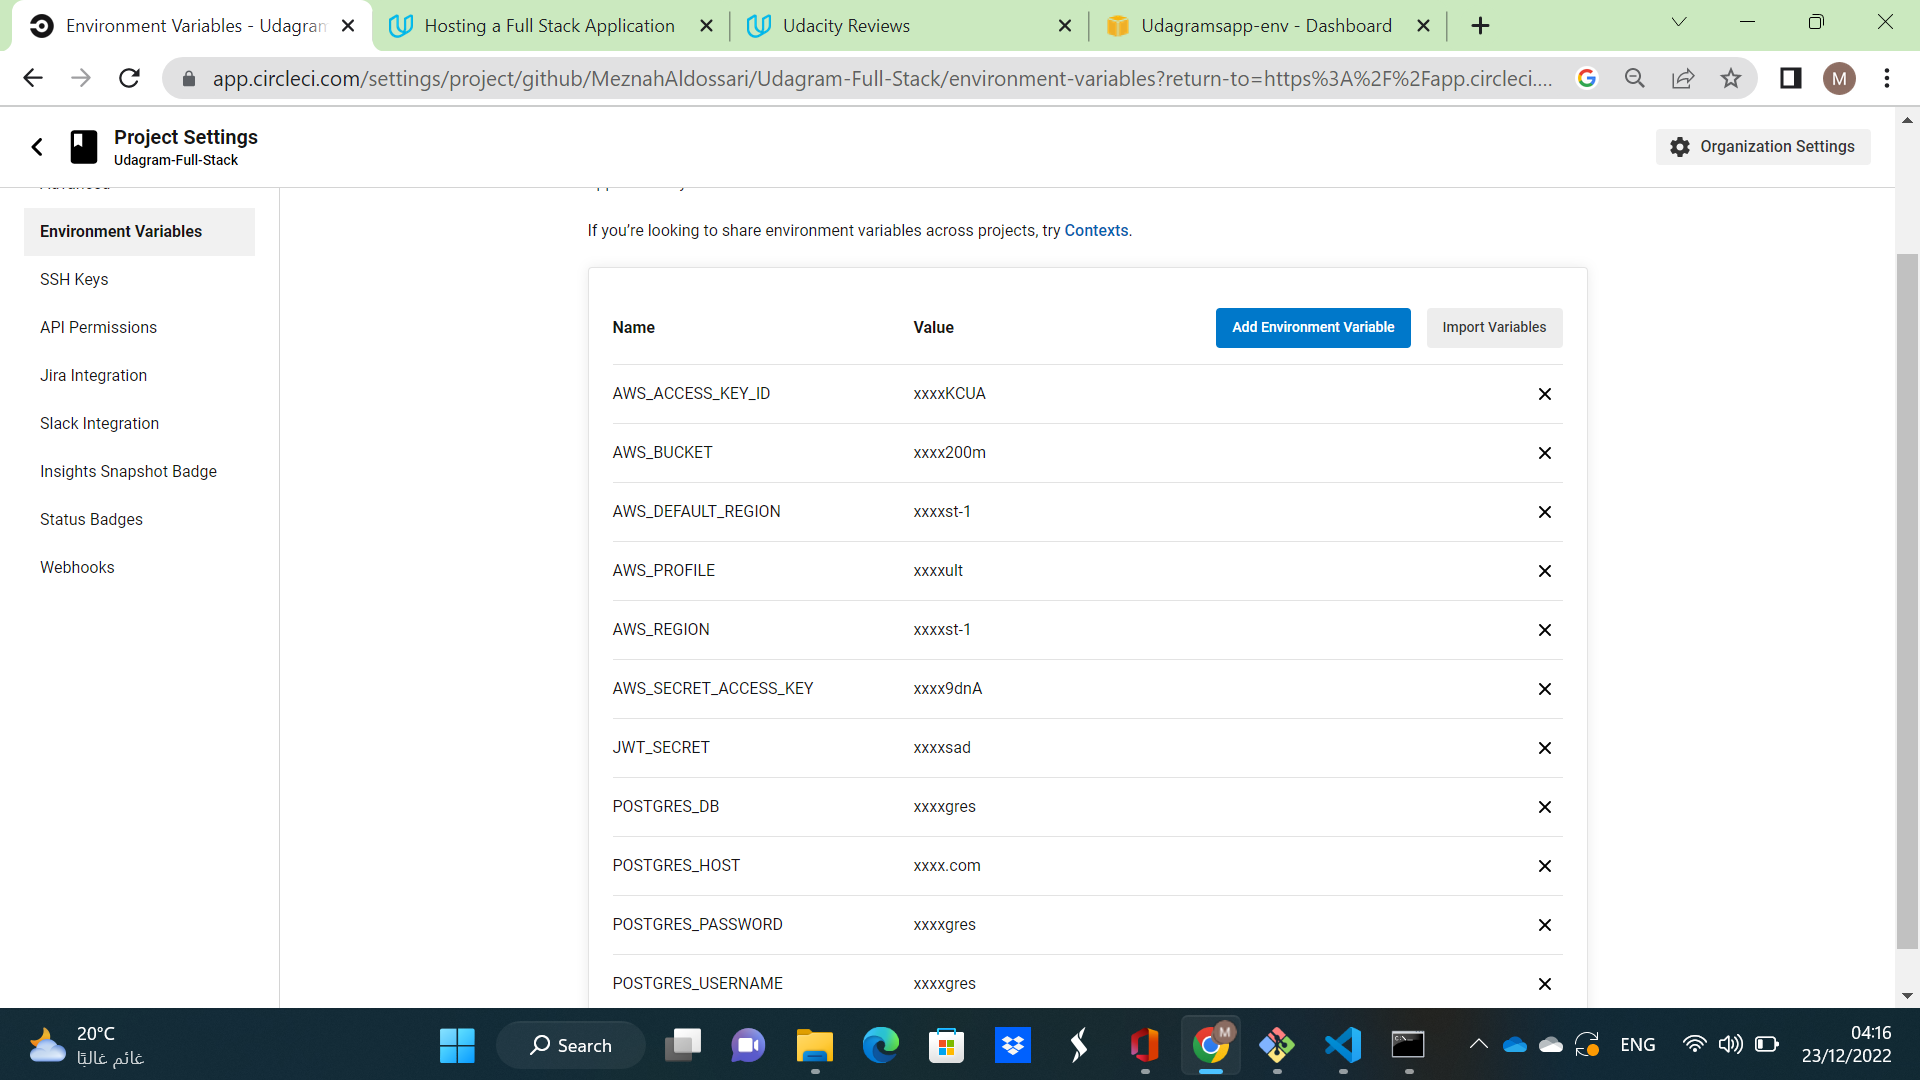 Environment Variables - Udagram
Hosting a Full Stack Application
Udacity Reviews
Udagramsapp-env - Dashboard
app.circleci.com/settings/project/github/MeznahAldossari/Udagram-Full-Stack/environment-variables?return-to=https%3A%2F%2Fapp.circleci....
M
Project Settings
Udagram-Full-Stack
Organization Settings
Advanced
Environment Variables
SSH Keys
API Permissions
Jira Integration
Slack Integration
Insights Snapshot Badge
Status Badges
Webhooks
If you’re looking to share environment variables across projects, try Contexts.
Name Value Add Environment Variable Import Variables
AWS_ACCESS_KEY_ID xxxxKCUA
AWS_BUCKET xxxx200m
AWS_DEFAULT_REGION xxxxst-1
AWS_PROFILE xxxxult
AWS_REGION xxxxst-1
AWS_SECRET_ACCESS_KEY xxxx9dnA
JWT_SECRET xxxxsad
POSTGRES_DB xxxxgres
POSTGRES_HOST xxxx.com
POSTGRES_PASSWORD xxxxgres
POSTGRES_USERNAME xxxxgres
20°C
غائم غالبًا
Search
M
ENG
04:16
23/12/2022